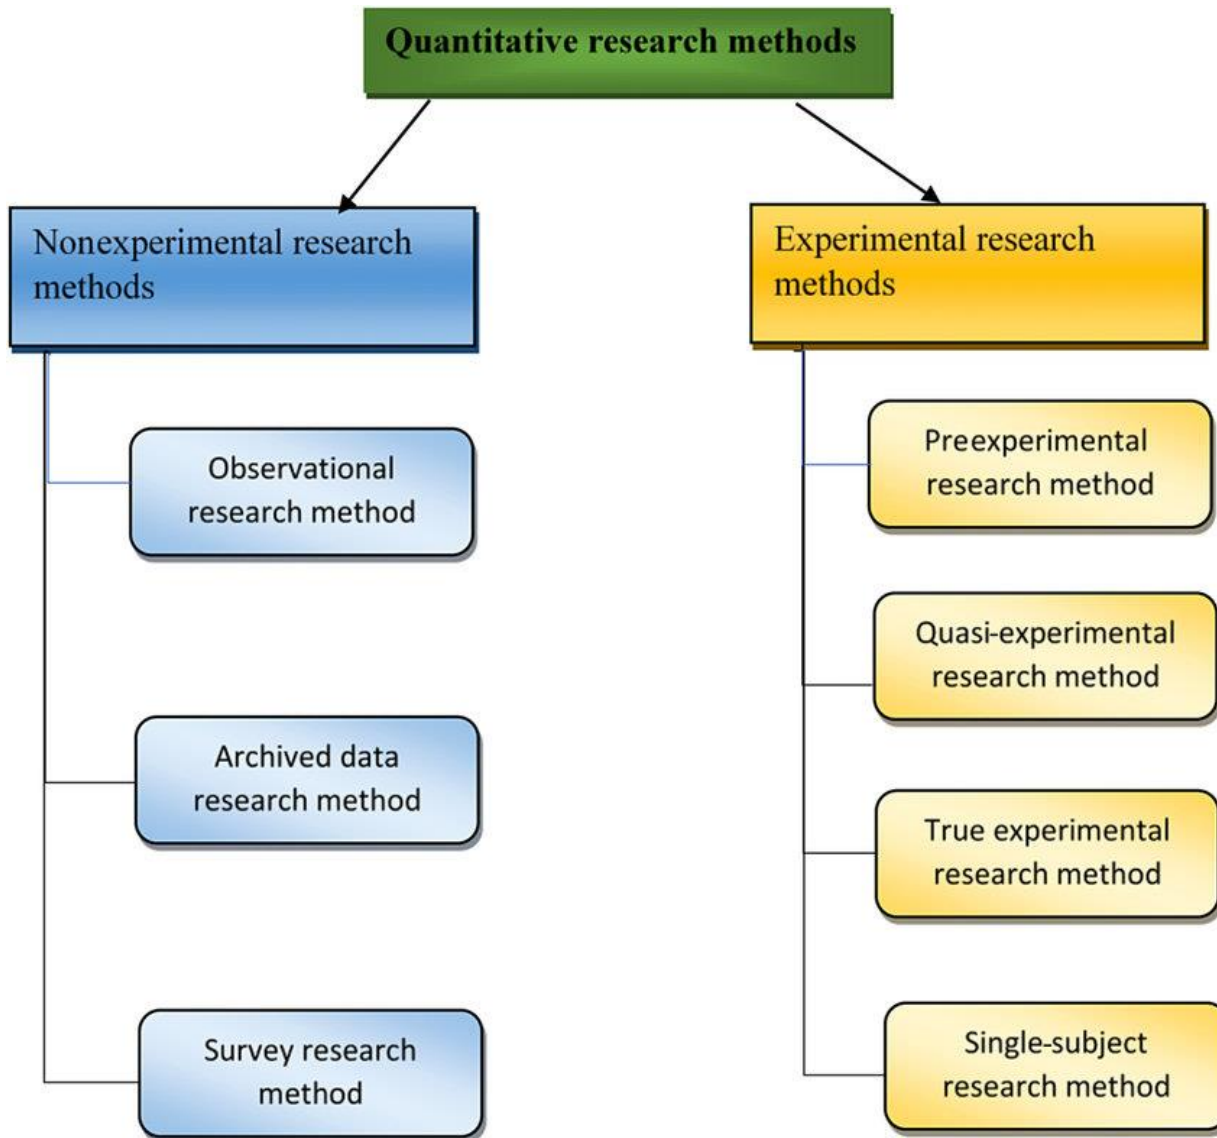 Quantitative research methods
Nonexperimental research
methods
Observational
research method
Archived data
research method
Survey research
method
Experimental research
methods
Preexperimental
research method
Quasi-experimental
research method
True experimental
research method
Single-subject
research method